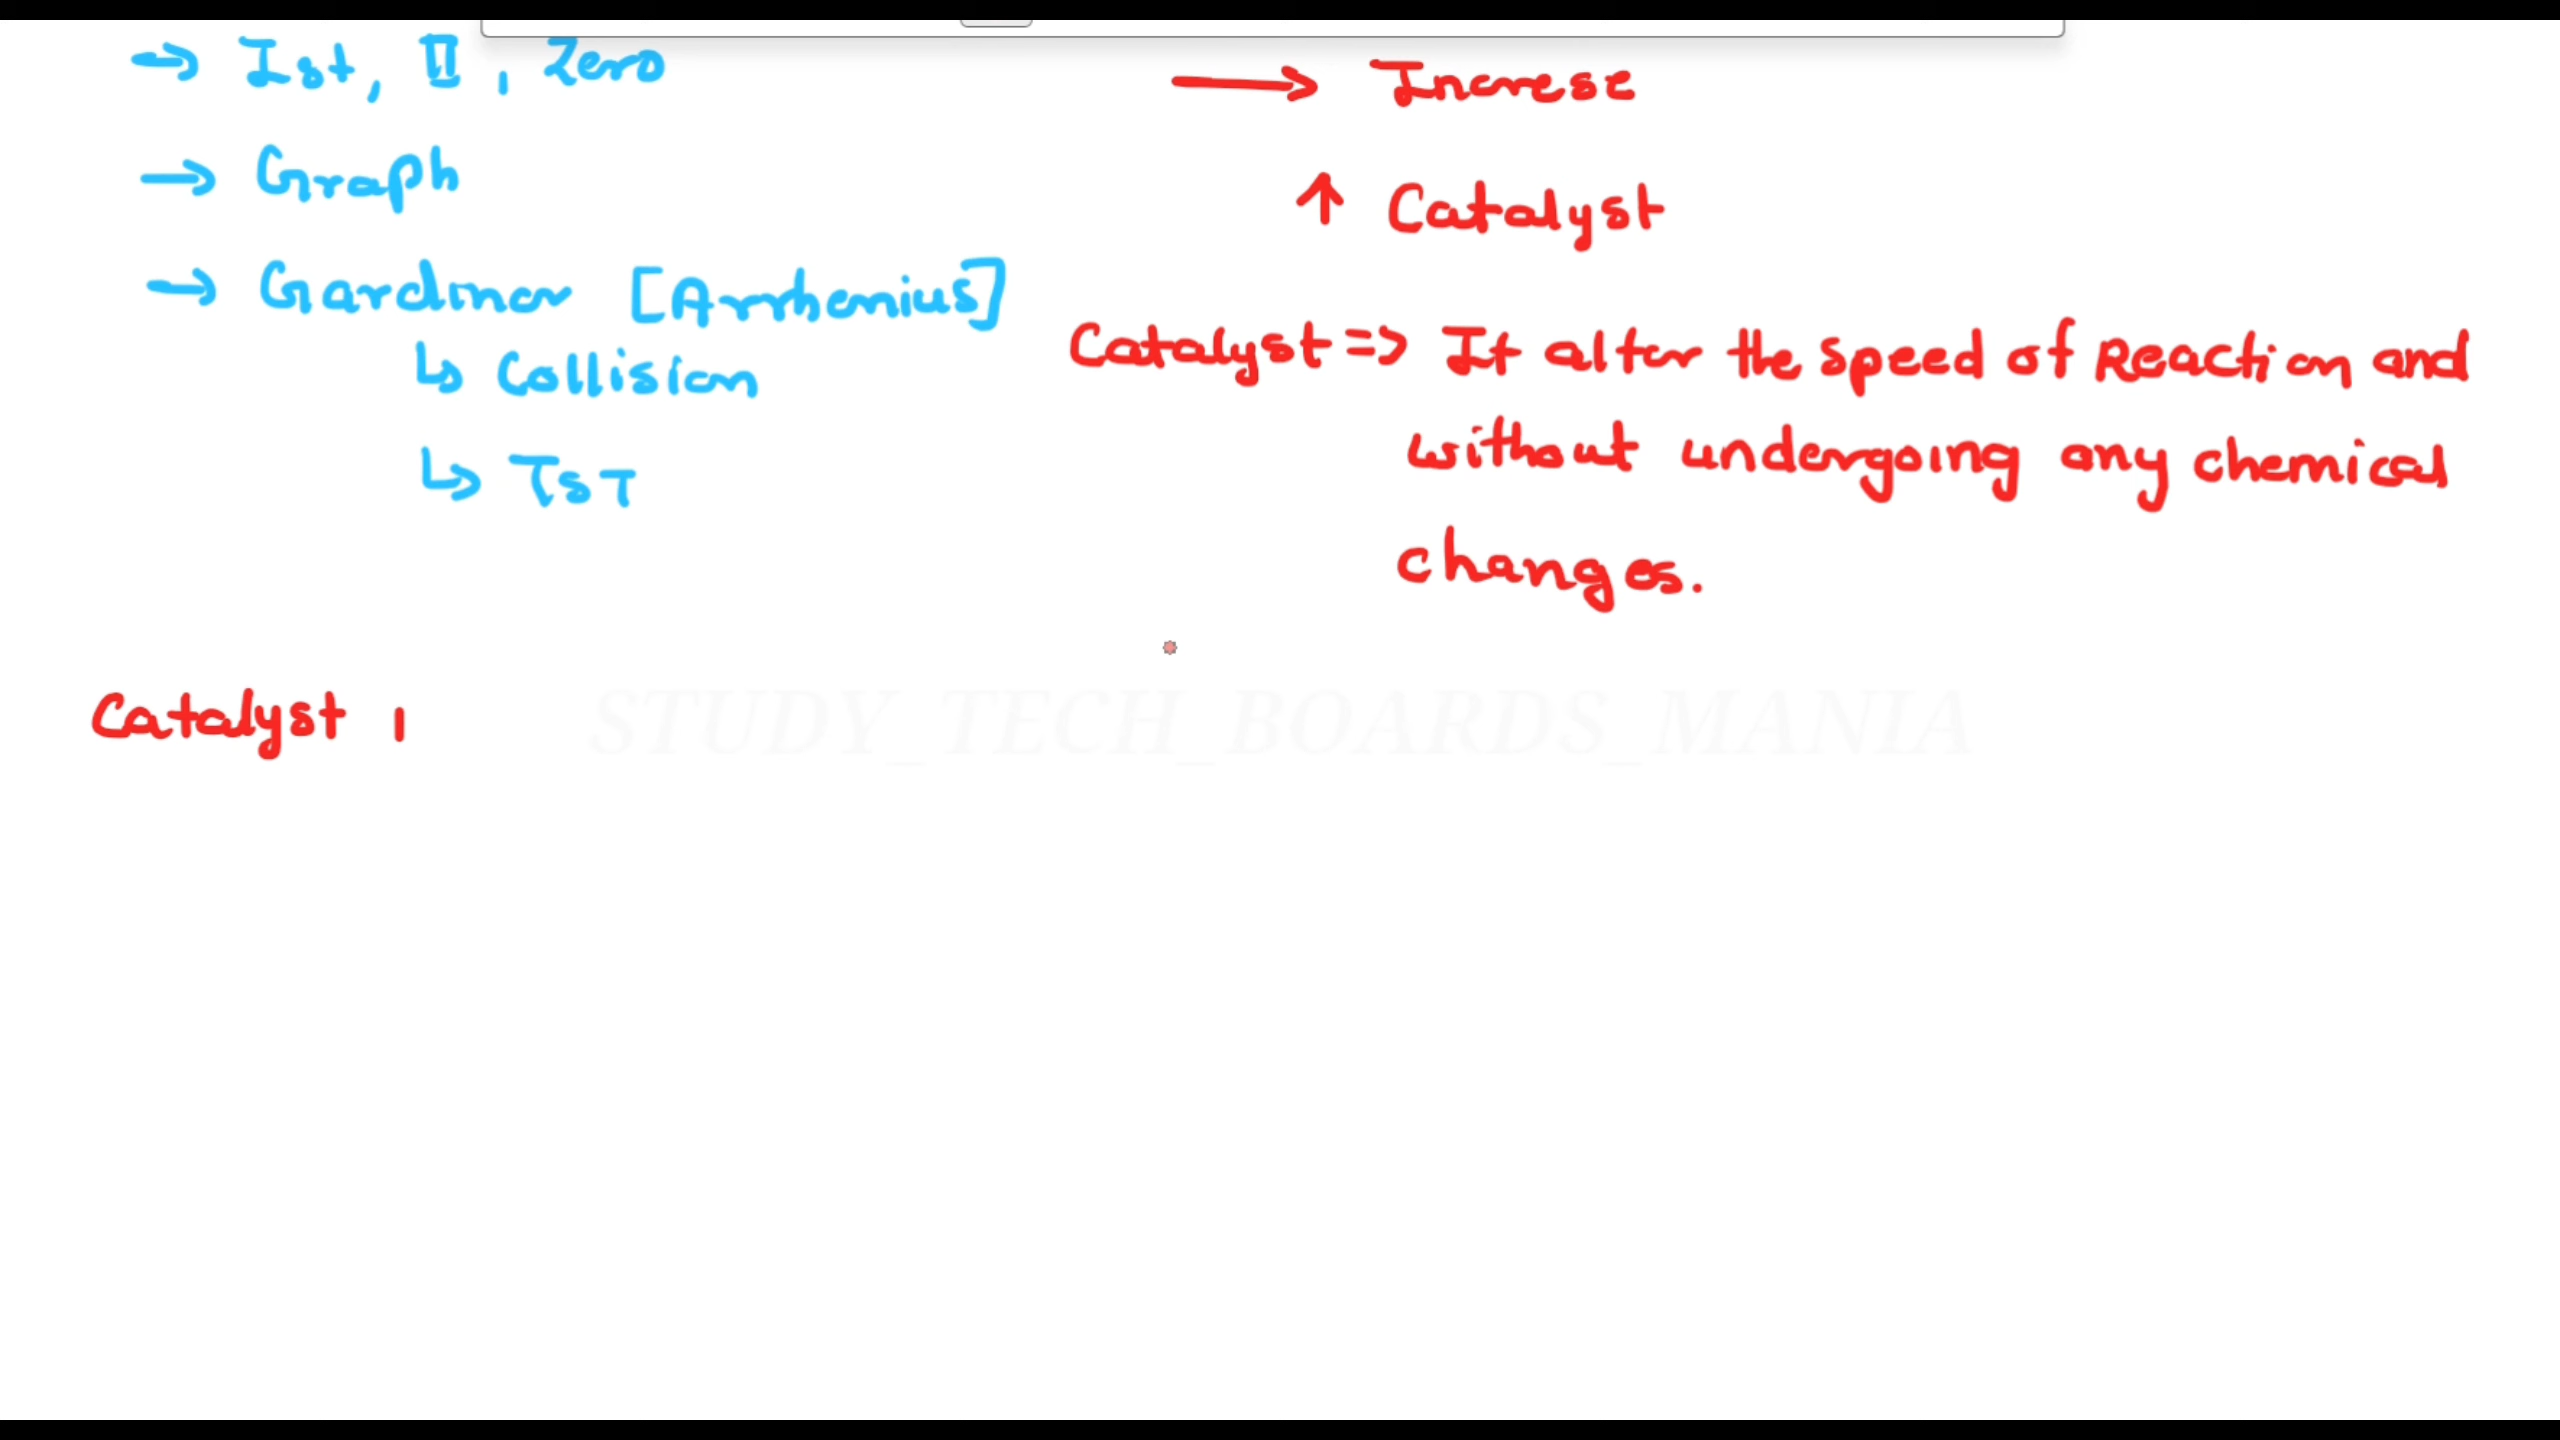 → Ist, II, Zero
→ Graph
→ Gardiner [Arrhenius]
↳ Collision
↳ TST
→ Increse
↑ Catalyst
Catalyst => It alter the speed of Reaction and
without undergoing any chemical
changes.
Catalyst ı
STUDY_TECH_BOARDS_MANIA